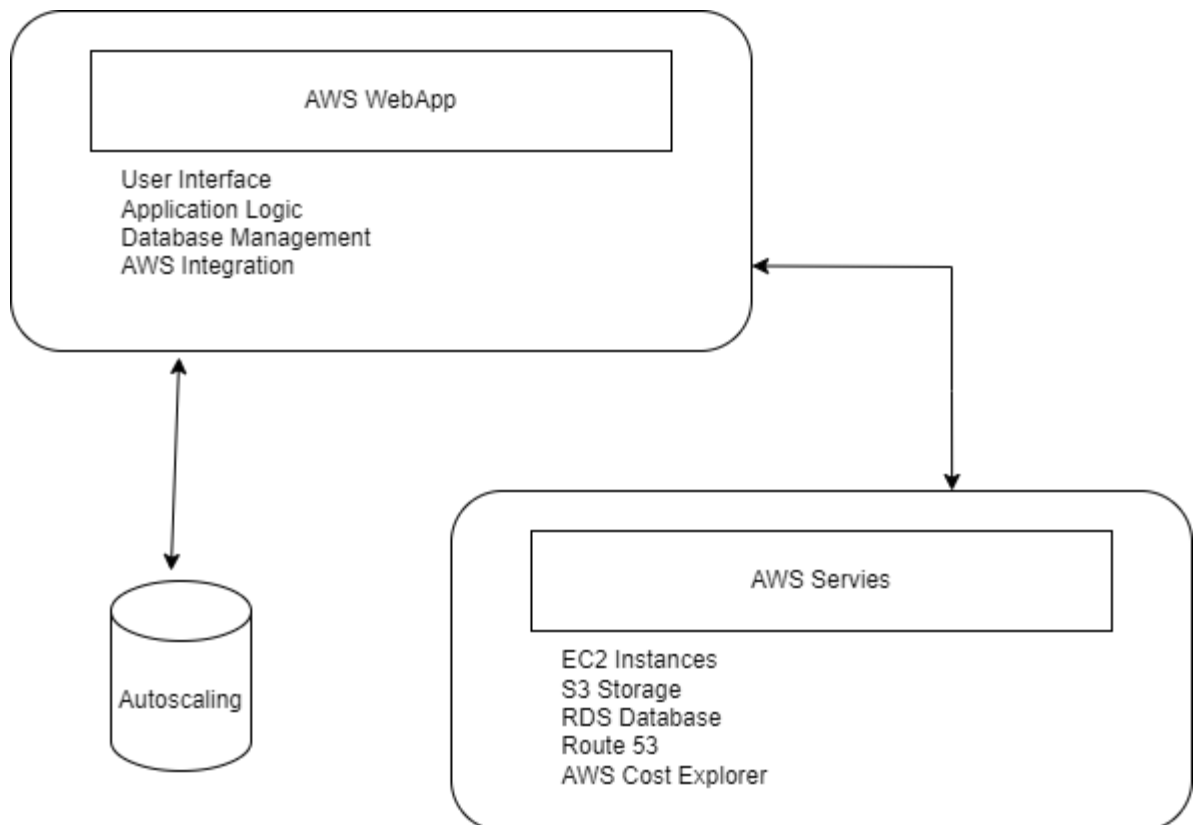 AWS WebApp
User Interface
Application Logic
Database Management
AWS Integration
AWS Servies
EC2 Instances
S3 Storage
RDS Database
Route 53
AWS Cost Explorer
Autoscaling